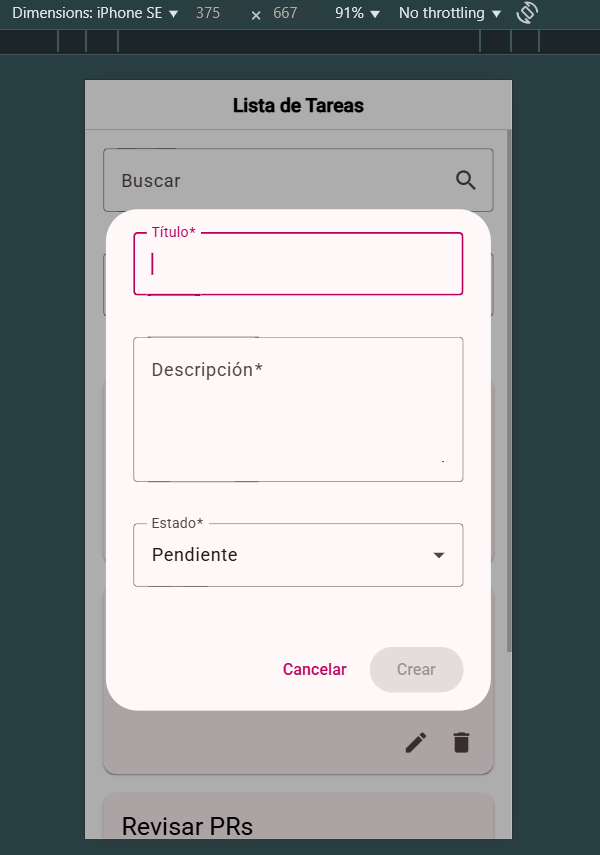 Dimensions: iPhone SE 375 × 667 91% No throttling
Lista de Tareas
Buscar
Título*
Descripción*
Estado*
Pendiente
Cancelar Crear
Revisar PRs